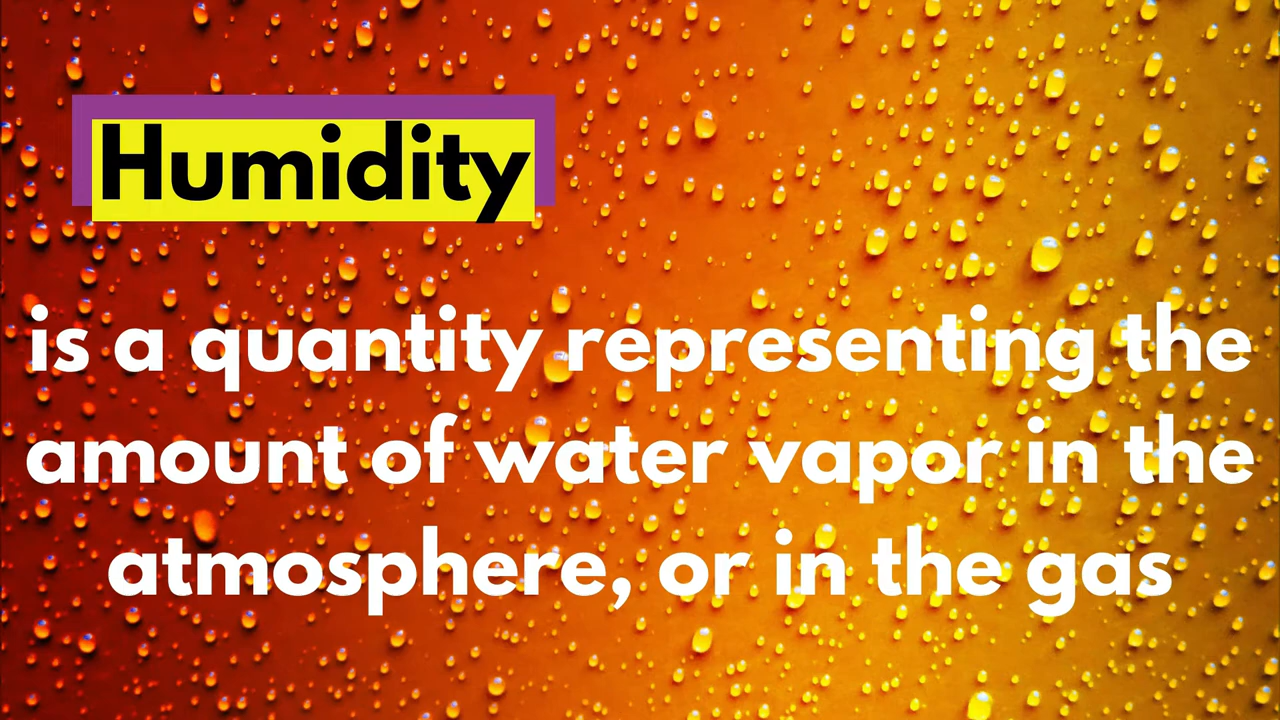 Humidity
is a quantity representing the
amount of water vapor in the
atmosphere, or in the gas